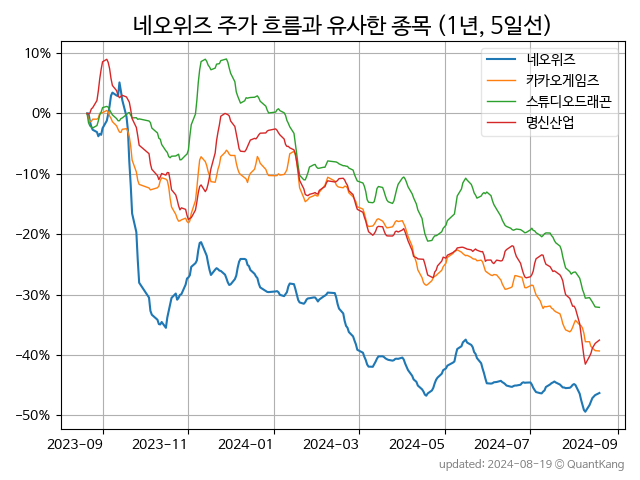 네오위즈 주가 흐름과 유사한 종목 (1년, 5일선)
네오위즈
카카오게임즈
스튜디오드래곤
명신산업
10%
0%
−10%
−20%
−30%
−40%
−50%
2023-09 2023-11 2024-01 2024-03 2024-05 2024-07 2024-09
updated: 2024-08-19 © QuantKang